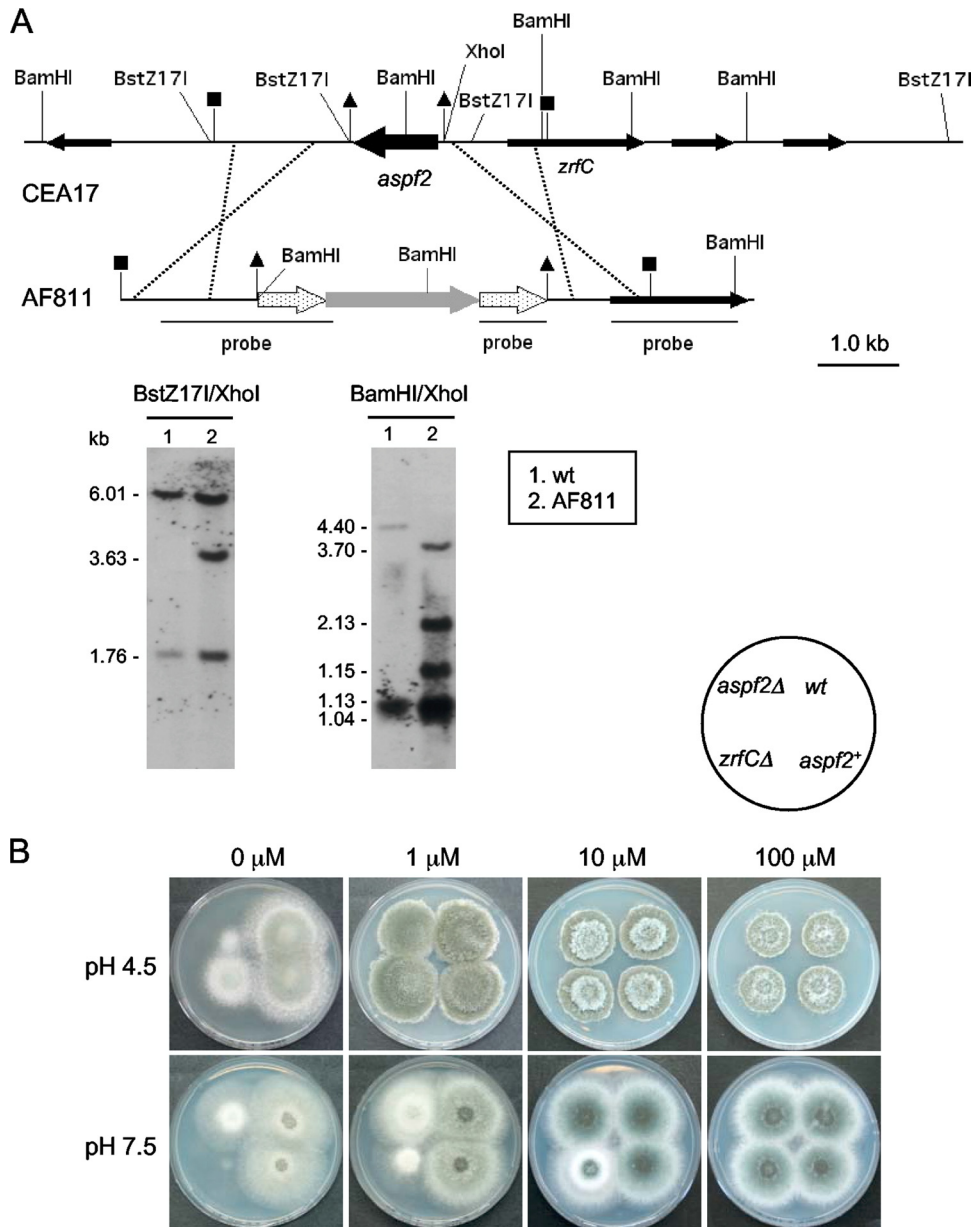 A
BamHI
XhoI
BamHI
BstZ17I
BstZ17I
BamHI
BstZ17I
BamHI
BamHI
BstZ17I
aspf2
zrfC
CEA17
BamHI
BamHI
BamHI
AF811
probe
probe
probe
1.0 kb
BstZ17I/XhoI
BamHI/XhoI
kb
1
2
1
2
6.01 -
3.63 -
1.76 -
4.40 -
3.70 -
2.13 -
1.15 -
1.13 -
1.04 -
1. wt
2. AF811
aspf2Δ wt
zrfCΔ aspf2⁺
B
0 µM
1 µM
10 µM
100 µM
pH 4.5
pH 7.5